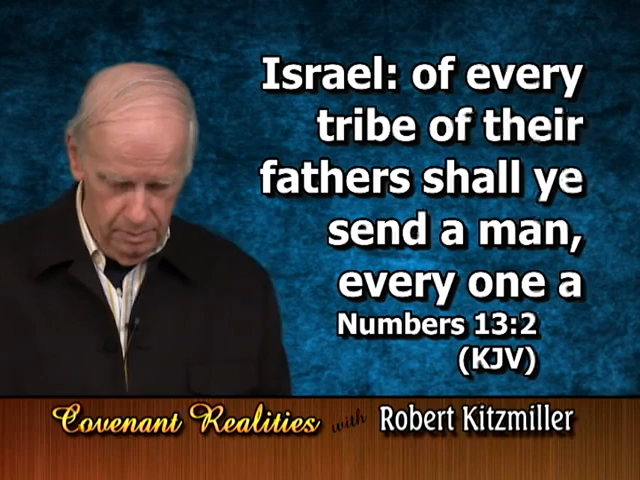 Israel: of every
tribe of their
fathers shall ye
send a man,
every one a
Numbers 13:2
(KJV)
Covenant Realities with Robert Kitzmiller